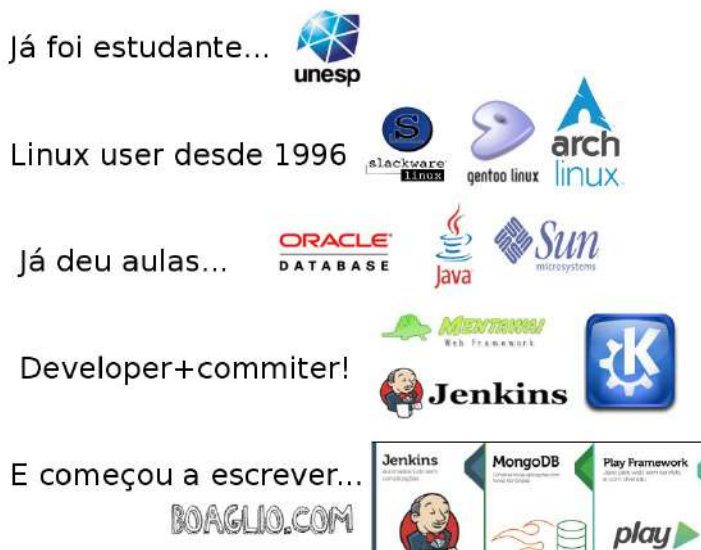 Já foi estudante...
unesp
Linux user desde 1996
slackware
linux
gentoo linux
arch
linux
Já deu aulas...
ORACLE
DATABASE
Java
Sun
microsystems
Developer+commiter!
MENTAWAI
Web Framework
Jenkins
E começou a escrever...
BOAGLIO.COM
Jenkins
MongoDB
Play Framework
play